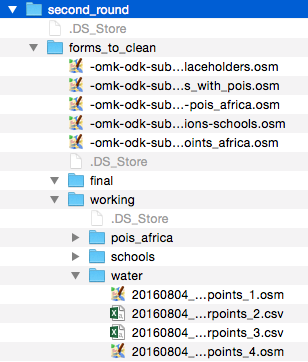 second_round
.DS_Store
forms_to_clean
-omk-odk-sub...laceholders.osm
-omk-odk-sub...s_with_pois.osm
-omk-odk-sub...-pois_africa.osm
-omk-odk-sub...ions-schools.osm
-omk-odk-sub...oints_africa.osm
.DS_Store
final
working
.DS_Store
pois_africa
schools
water
20160804_...points_1.osm
20160804_...rpoints_2.csv
20160804_...rpoints_3.csv
20160804_...points_4.osm